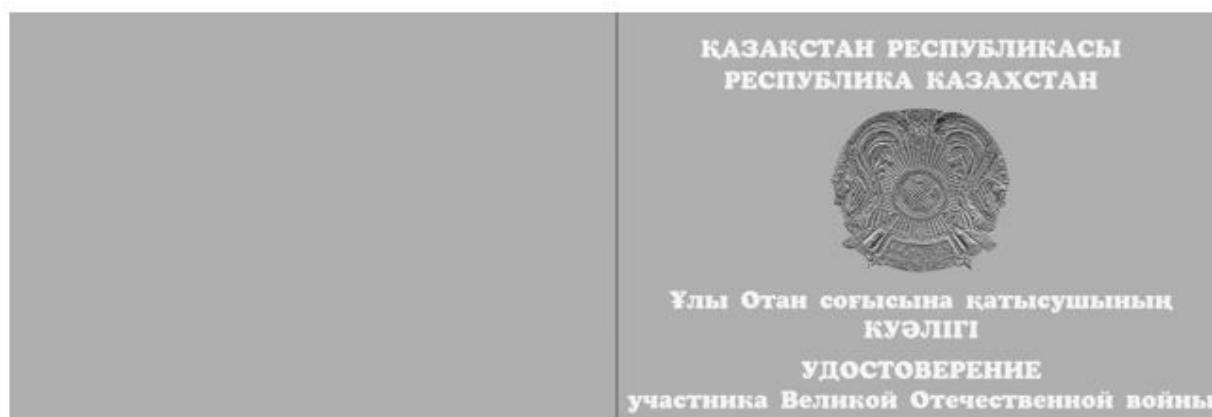 ҚАЗАҚСТАН РЕСПУБЛИКАСЫ
РЕСПУБЛИКА КАЗАХСТАН
Ұлы Отан соғысына қатысушының
КУӘЛІГІ
УДОСТОВЕРЕНИЕ
участника Великой Отечественной войны